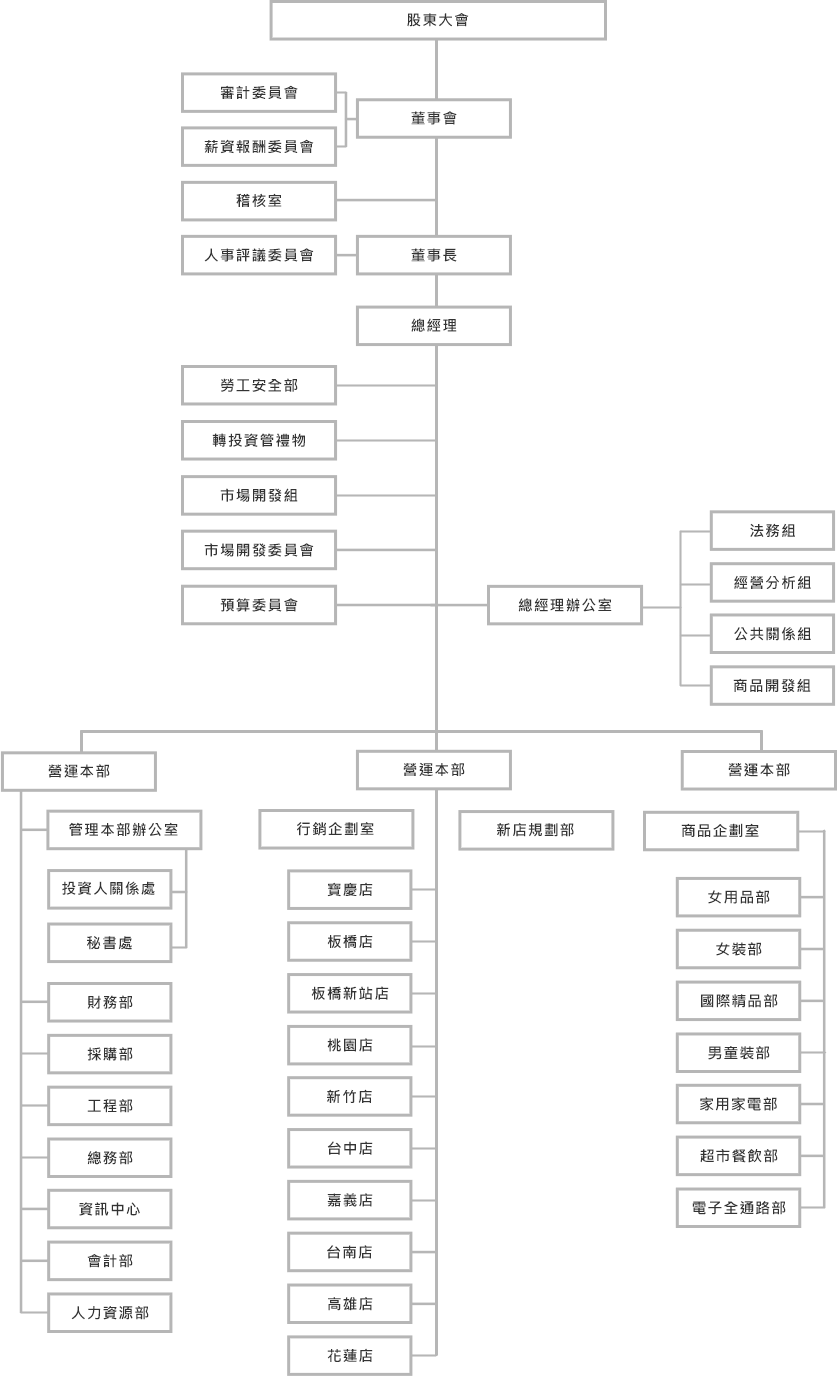 股東大會
審計委員會
董事會
薪資報酬委員會
稽核室
人事評議委員會
董事長
總經理
勞工安全部
轉投資管禮物
市場開發組
市場開發委員會
預算委員會
總經理辦公室
法務組
經營分析組
公共關係組
商品開發組
營運本部
管理本部辦公室
投資人關係處
秘書處
財務部
採購部
工程部
總務部
資訊中心
會計部
人力資源部
營運本部
行銷企劃室
新店規劃部
寶慶店
板橋店
板橋新站店
桃園店
新竹店
台中店
嘉義店
台南店
高雄店
花蓮店
營運本部
商品企劃室
女用品部
女裝部
國際精品部
男童裝部
家用家電部
超市餐飲部
電子全通路部